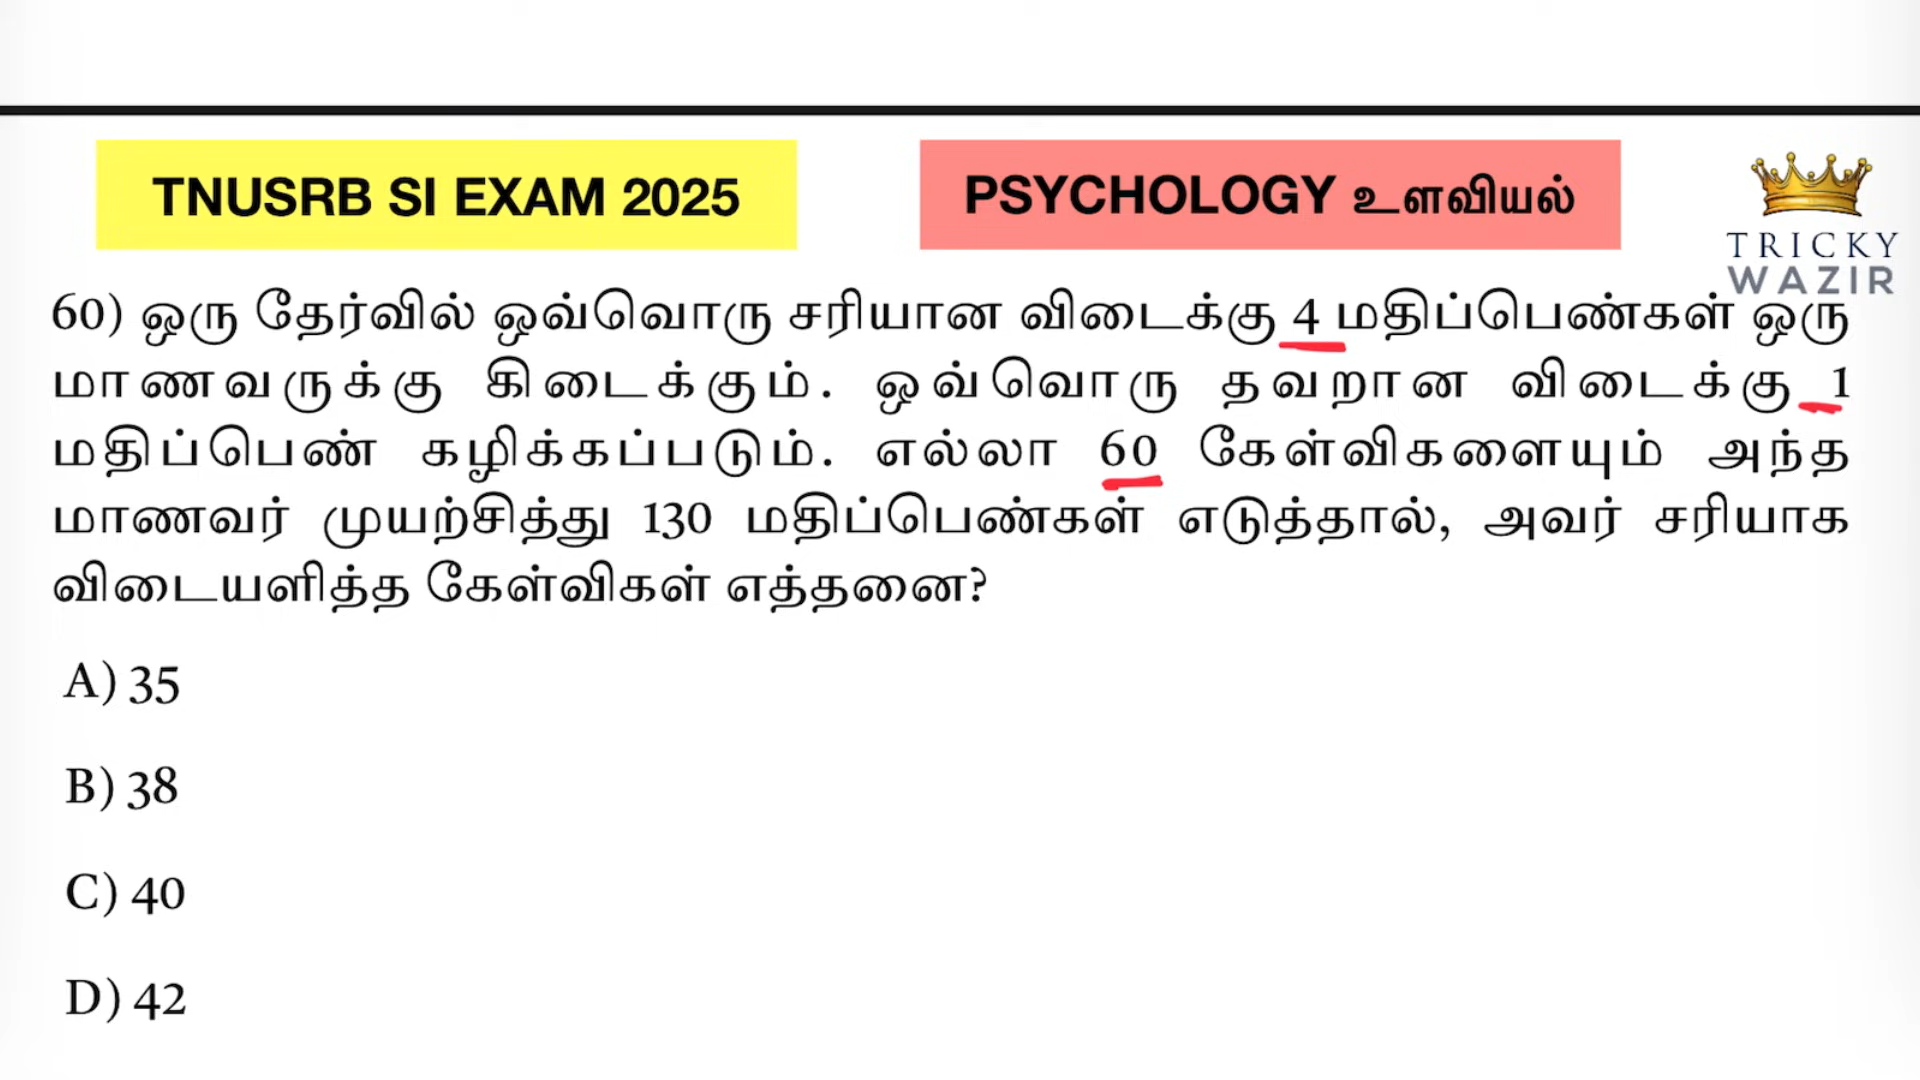 TNUSRB SI EXAM 2025
PSYCHOLOGY உளவியல்
TRICKY
WAZIR
60) ஒரு தேர்வில் ஒவ்வொரு சரியான விடைக்கு 4 மதிப்பெண்கள் ஒரு
மாணவருக்கு கிடைக்கும். ஒவ்வொரு தவறான விடைக்கு 1
மதிப்பெண் கழிக்கப்படும். எல்லா 60 கேள்விகளையும் அந்த
மாணவர் முயற்சித்து 130 மதிப்பெண்கள் எடுத்தால், அவர் சரியாக
விடையளித்த கேள்விகள் எத்தனை?
A) 35
B) 38
C) 40
D) 42